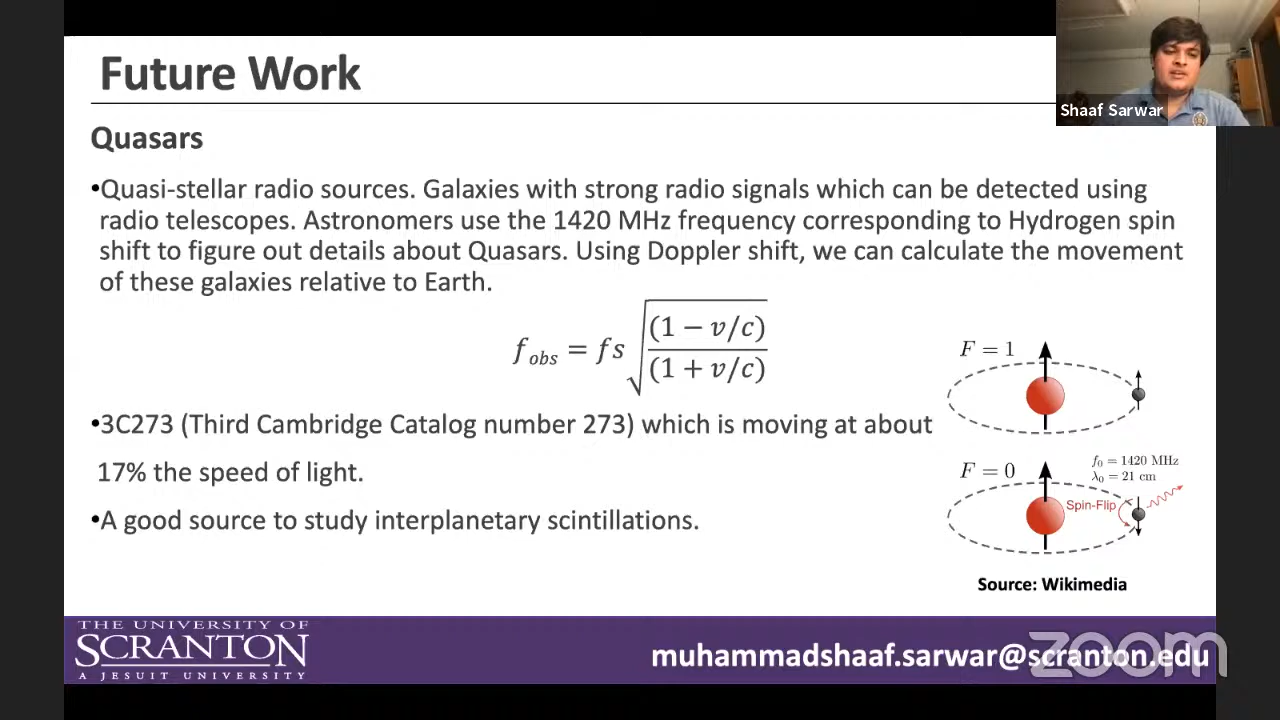 Future Work
Shaaf Sarwar
Quasars
•Quasi-stellar radio sources. Galaxies with strong radio signals which can be detected using
radio telescopes. Astronomers use the 1420 MHz frequency corresponding to Hydrogen spin
shift to figure out details about Quasars. Using Doppler shift, we can calculate the movement
of these galaxies relative to Earth.
f_obs = fs √((1 − v/c)/(1 + v/c))
•3C273 (Third Cambridge Catalog number 273) which is moving at about
17% the speed of light.
•A good source to study interplanetary scintillations.
F = 1
F = 0
f₀ = 1420 MHz
λ₀ = 21 cm
Spin-Flip
Source: Wikimedia
THE UNIVERSITY OF
SCRANTON
A JESUIT UNIVERSITY
muhammadshaaf.sarwar@scranton.edu
zoom